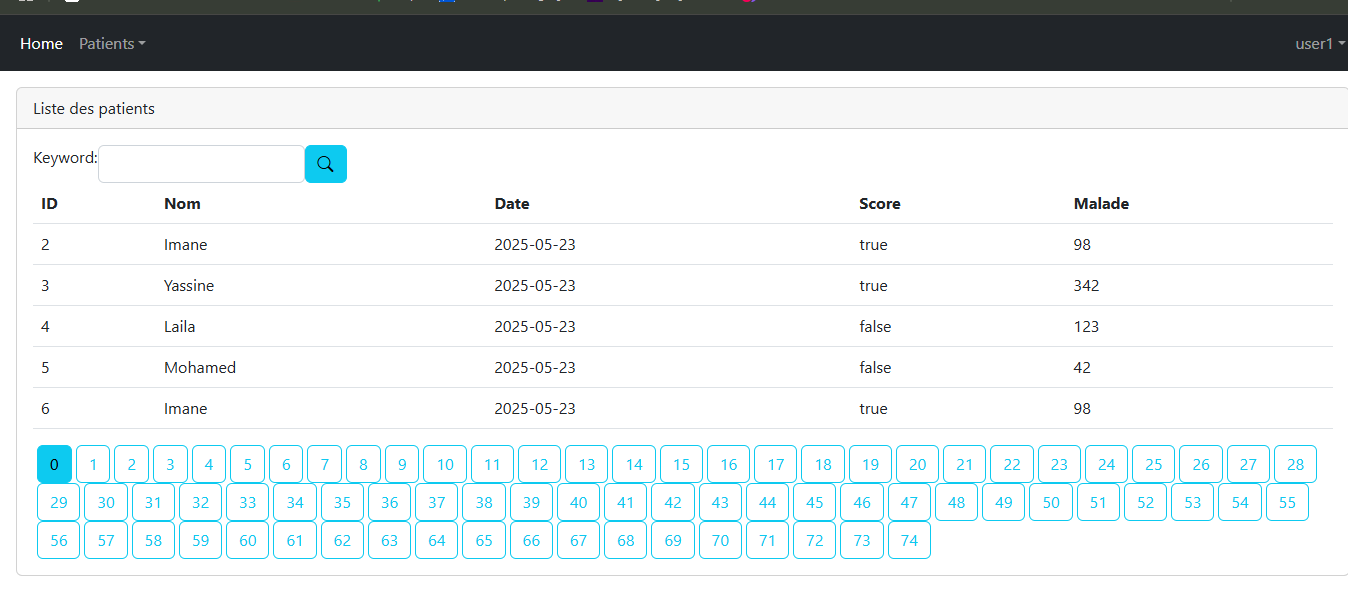 Home Patients user1
Liste des patients
Keyword:
ID Nom Date Score Malade
2 Imane 2025-05-23 true 98
3 Yassine 2025-05-23 true 342
4 Laila 2025-05-23 false 123
5 Mohamed 2025-05-23 false 42
6 Imane 2025-05-23 true 98
0 1 2 3 4 5 6 7 8 9 10 11 12 13 14 15 16 17 18 19 20 21 22 23 24 25 26 27 28
29 30 31 32 33 34 35 36 37 38 39 40 41 42 43 44 45 46 47 48 49 50 51 52 53 54 55
56 57 58 59 60 61 62 63 64 65 66 67 68 69 70 71 72 73 74